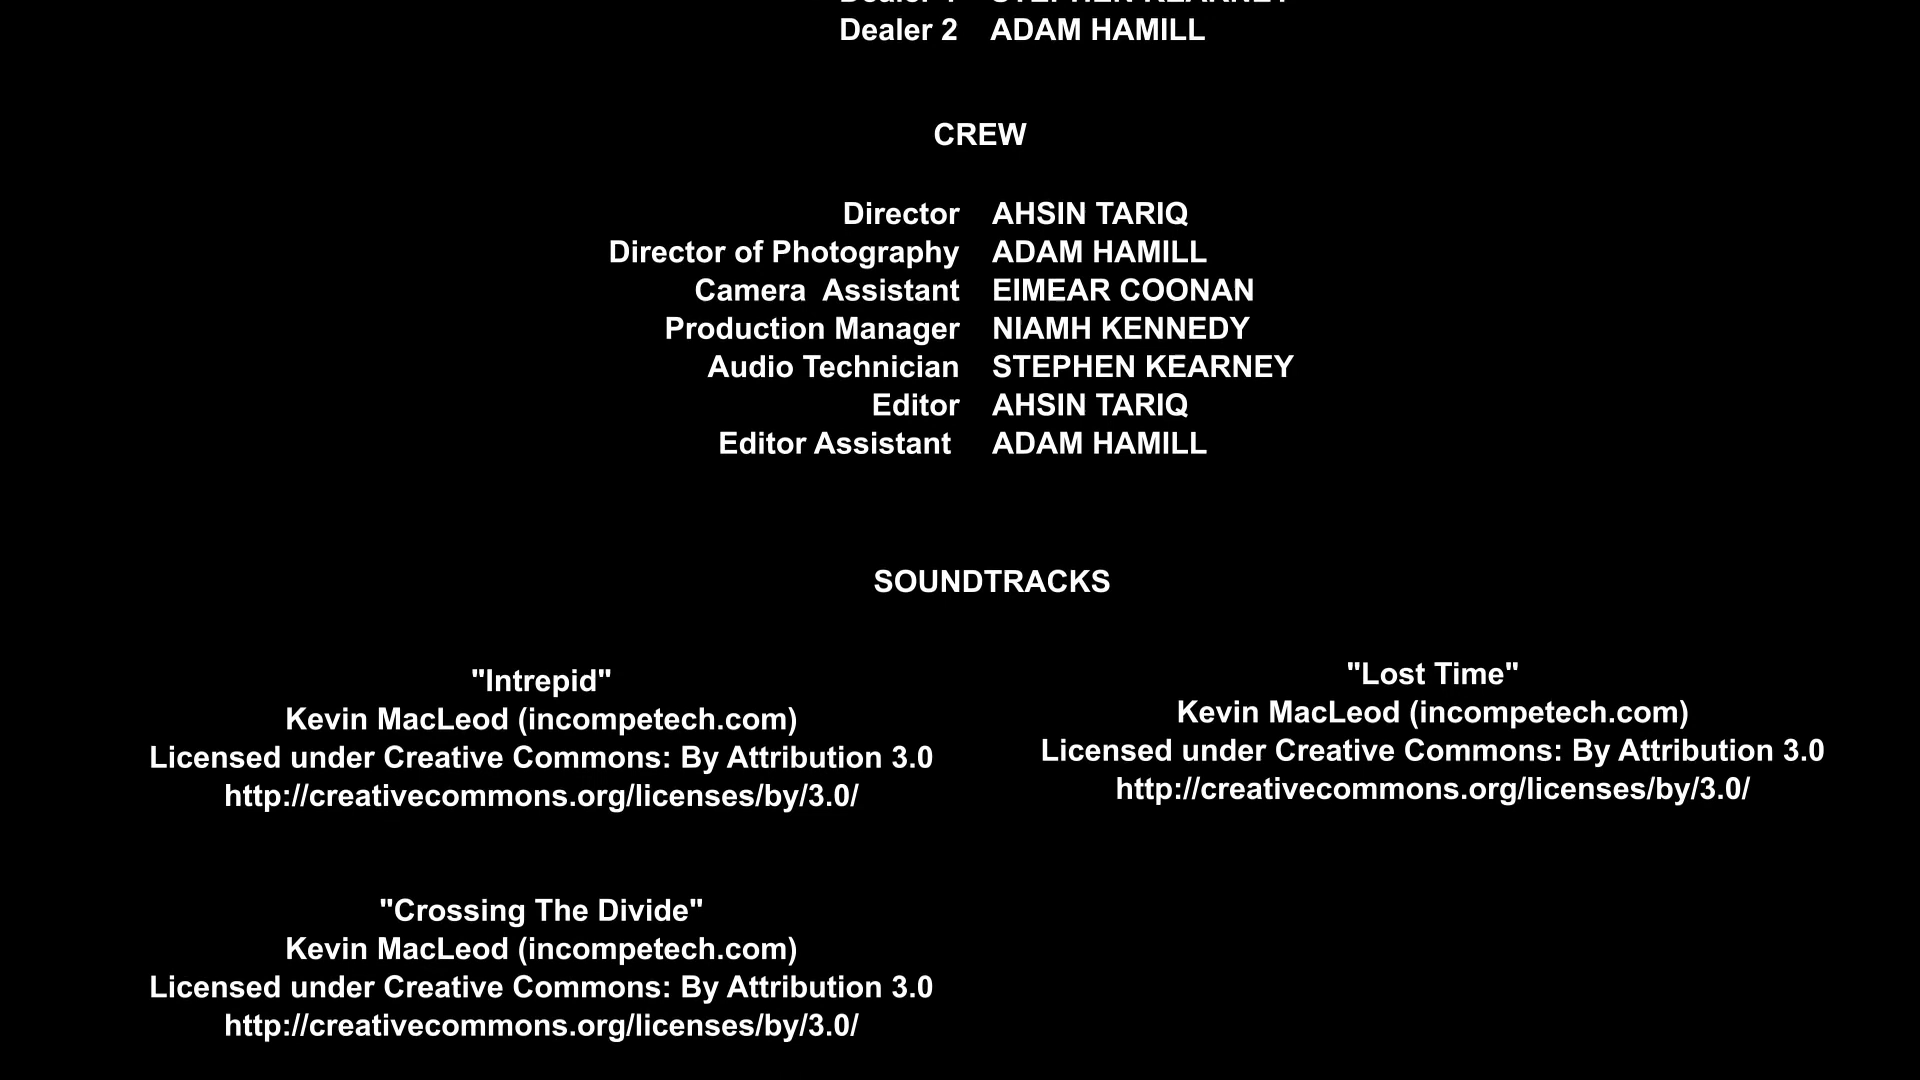 Dealer 1 STEPHEN KEARNEY
Dealer 2 ADAM HAMILL
CREW
Director AHSIN TARIQ
Director of Photography ADAM HAMILL
Camera Assistant EIMEAR COONAN
Production Manager NIAMH KENNEDY
Audio Technician STEPHEN KEARNEY
Editor AHSIN TARIQ
Editor Assistant ADAM HAMILL
SOUNDTRACKS
"Intrepid"
Kevin MacLeod (incompetech.com)
Licensed under Creative Commons: By Attribution 3.0
http://creativecommons.org/licenses/by/3.0/
"Lost Time"
Kevin MacLeod (incompetech.com)
Licensed under Creative Commons: By Attribution 3.0
http://creativecommons.org/licenses/by/3.0/
"Crossing The Divide"
Kevin MacLeod (incompetech.com)
Licensed under Creative Commons: By Attribution 3.0
http://creativecommons.org/licenses/by/3.0/